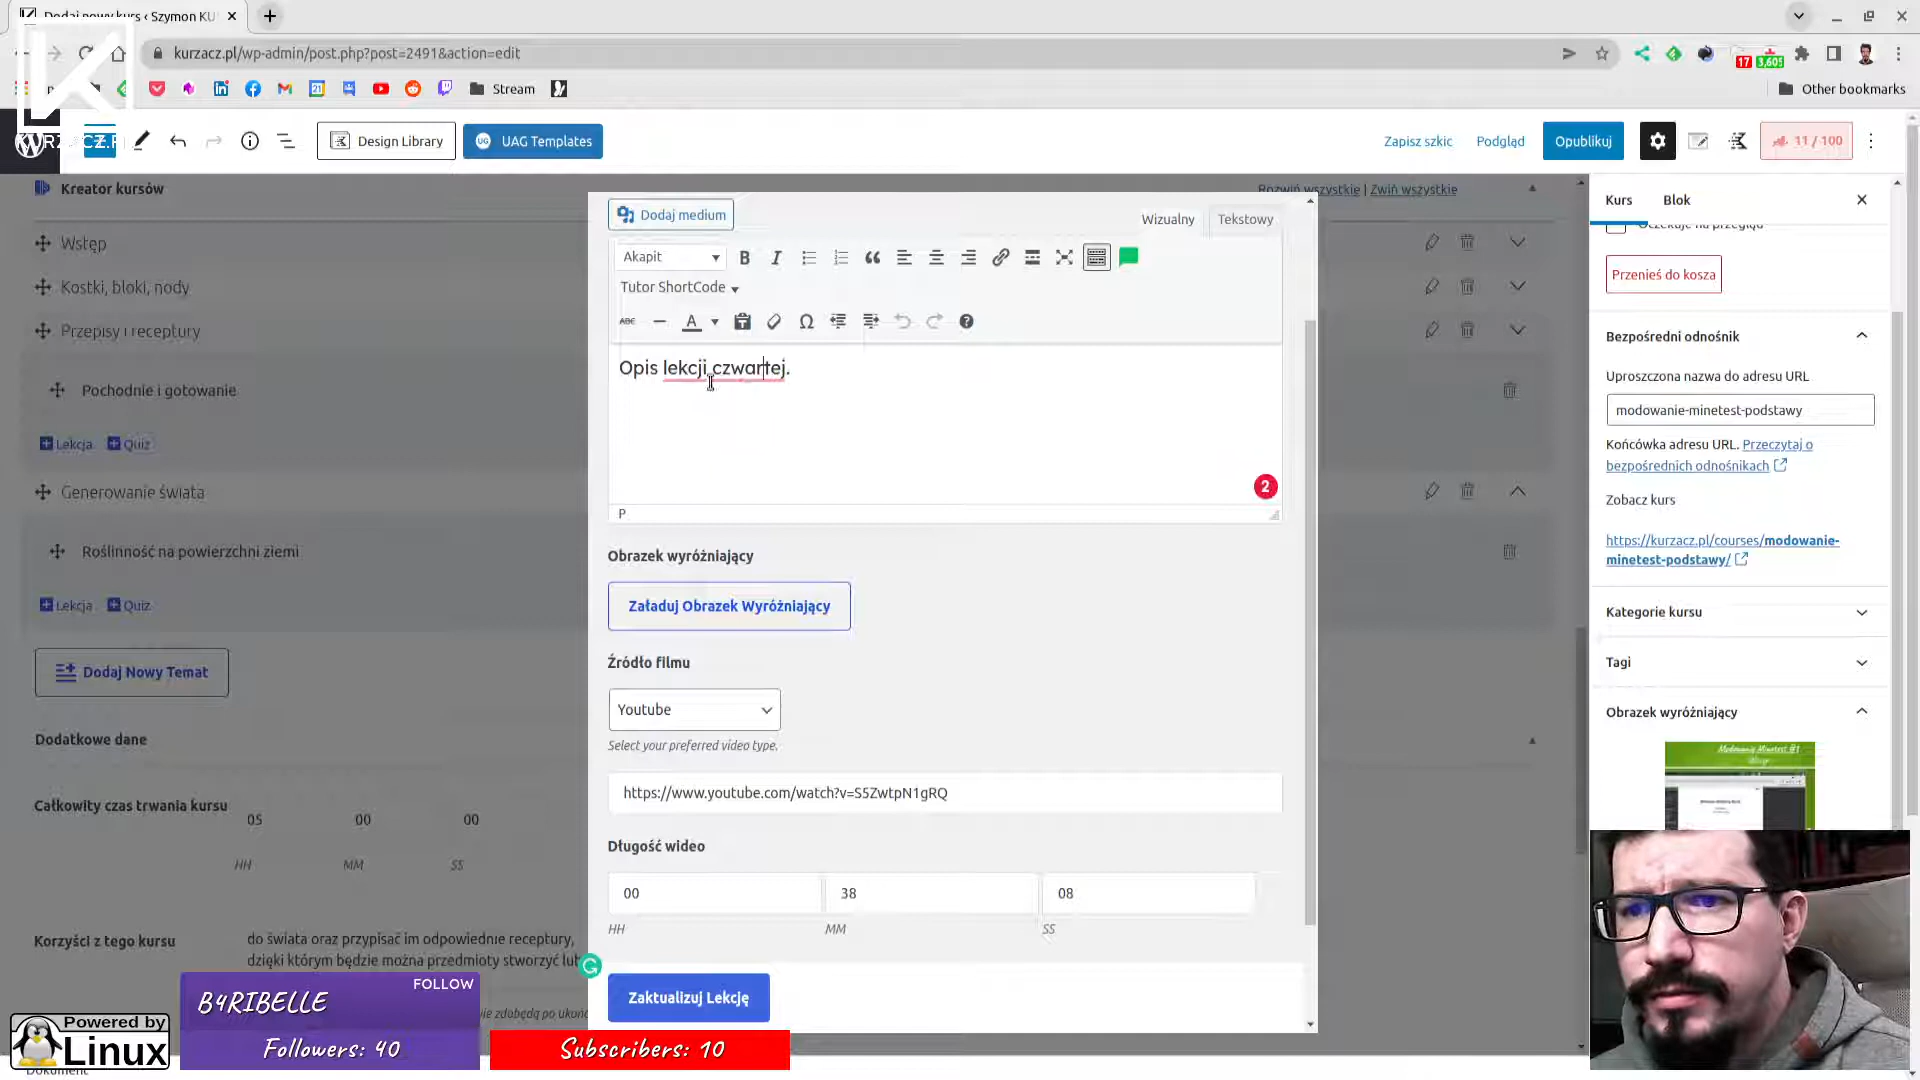 Dodaj nowy kurs ‹ Szymon KU
kurzacz.pl/wp-admin/post.php?post=2491&action=edit
17
3,605
Stream
Other bookmarks
KURZACZ.P
Design Library
UAG Templates
Zapisz szkic
Podgląd
Opublikuj
11 / 100
Kreator kursów
Rozwiń wszystkie | Zwiń wszystkie
Wstęp
Kostki, bloki, nody
Przepisy i receptury
Pochodnie i gotowanie
Lekcja
Quiz
Generowanie świata
Roślinność na powierzchni ziemi
Lekcja
Quiz
Dodaj Nowy Temat
Dodatkowe dane
Całkowity czas trwania kursu
05
00
00
HH
MM
SS
Korzyści z tego kursu
do świata oraz przypisać im odpowiednie receptury,
dzięki którym będzie można przedmioty stworzyć lub
Dodaj medium
Wizualny
Tekstowy
Akapit
Tutor ShortCode
Opis lekcji czwartej.
2
P
Obrazek wyróżniający
Załaduj Obrazek Wyróżniający
Źródło filmu
Youtube
Select your preferred video type.
https://www.youtube.com/watch?v=S5ZwtpN1gRQ
Długość wideo
00
38
08
HH
MM
SS
Zaktualizuj Lekcję
Kurs
Blok
Oczekuje na przegląd
Przenieś do kosza
Bezpośredni odnośnik
Uproszczona nazwa do adresu URL
modowanie-minetest-podstawy
Końcówka adresu URL. Przeczytaj o
bezpośrednich odnośnikach
Zobacz kurs
https://kurzacz.pl/courses/modowanie-
minetest-podstawy/
Kategorie kursu
Tagi
Obrazek wyróżniający
Modowanie Minetest #1
FOLLOW
B4RIBELLE
Followers: 40
Subscribers: 10
Powered by
Linux
Dokument